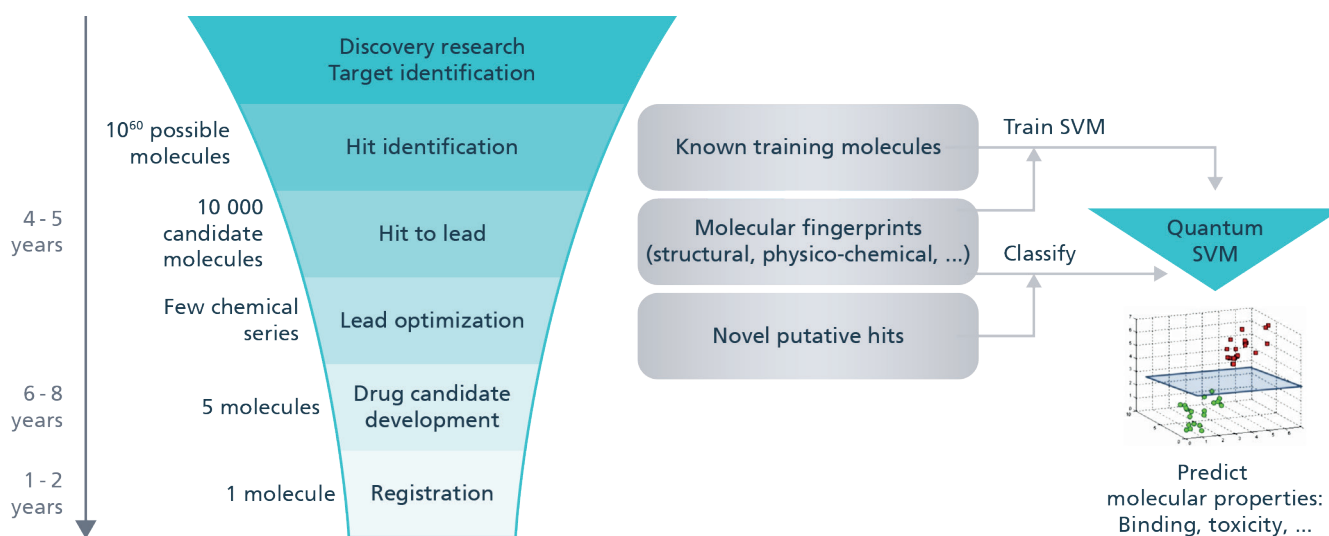 Discovery research
Target identification
10⁶⁰ possible
molecules
Hit identification
4 - 5
years
10 000
candidate
molecules
Hit to lead
Few chemical
series
Lead optimization
6 - 8
years
5 molecules
Drug candidate
development
1 - 2
years
1 molecule
Registration
Known training molecules
Train SVM
Molecular fingerprints
(structural, physico-chemical, ...)
Classify
Novel putative hits
Quantum
SVM
Predict
molecular properties:
Binding, toxicity, ...